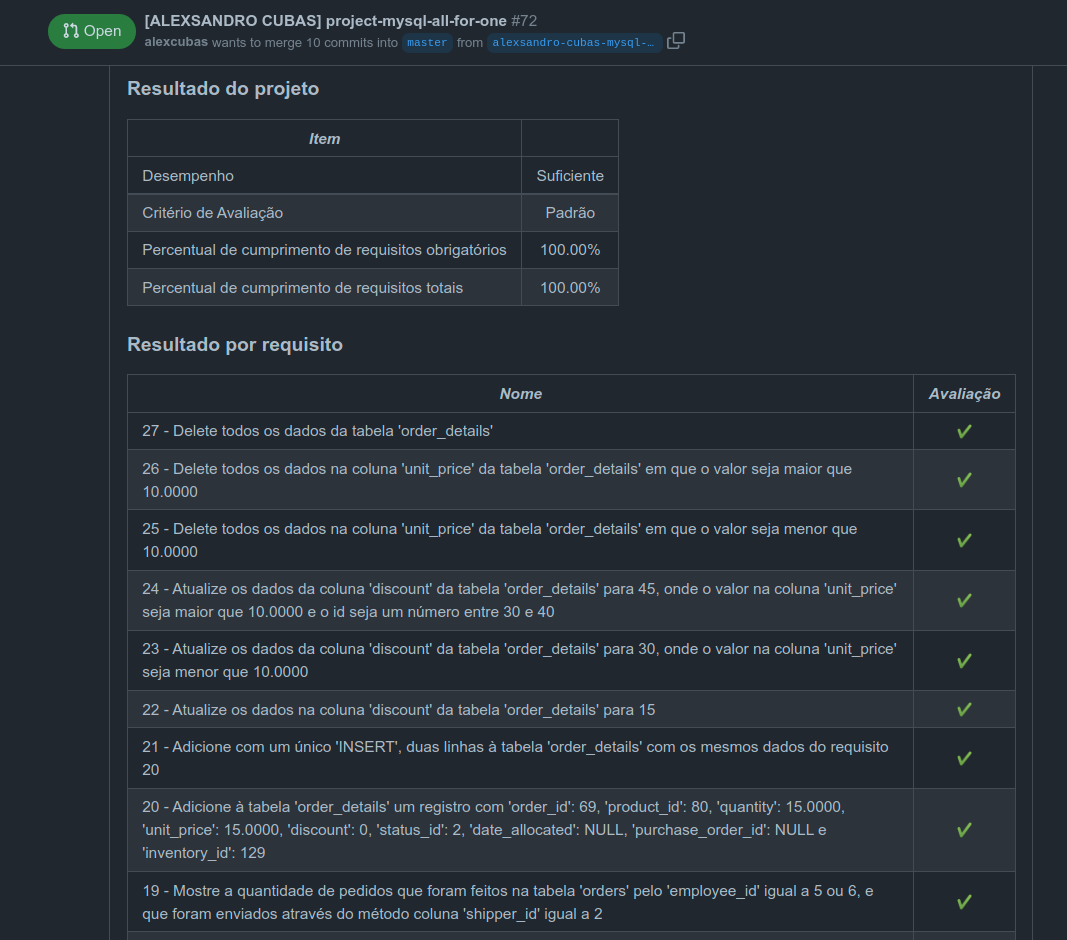 Open
[ALEXSANDRO CUBAS] project-mysql-all-for-one #72
alexcubas wants to merge 10 commits into master from alexsandro-cubas-mysql-…
Resultado do projeto
Item
Desempenho Suficiente
Critério de Avaliação Padrão
Percentual de cumprimento de requisitos obrigatórios 100.00%
Percentual de cumprimento de requisitos totais 100.00%
Resultado por requisito
Nome Avaliação
27 - Delete todos os dados da tabela 'order_details' ✔
26 - Delete todos os dados na coluna 'unit_price' da tabela 'order_details' em que o valor seja maior que
10.0000 ✔
25 - Delete todos os dados na coluna 'unit_price' da tabela 'order_details' em que o valor seja menor que
10.0000 ✔
24 - Atualize os dados da coluna 'discount' da tabela 'order_details' para 45, onde o valor na coluna 'unit_price'
seja maior que 10.0000 e o id seja um número entre 30 e 40 ✔
23 - Atualize os dados da coluna 'discount' da tabela 'order_details' para 30, onde o valor na coluna 'unit_price'
seja menor que 10.0000 ✔
22 - Atualize os dados na coluna 'discount' da tabela 'order_details' para 15 ✔
21 - Adicione com um único 'INSERT', duas linhas à tabela 'order_details' com os mesmos dados do requisito
20 ✔
20 - Adicione à tabela 'order_details' um registro com 'order_id': 69, 'product_id': 80, 'quantity': 15.0000,
'unit_price': 15.0000, 'discount': 0, 'status_id': 2, 'date_allocated': NULL, 'purchase_order_id': NULL e
'inventory_id': 129 ✔
19 - Mostre a quantidade de pedidos que foram feitos na tabela 'orders' pelo 'employee_id' igual a 5 ou 6, e
que foram enviados através do método coluna 'shipper_id' igual a 2 ✔